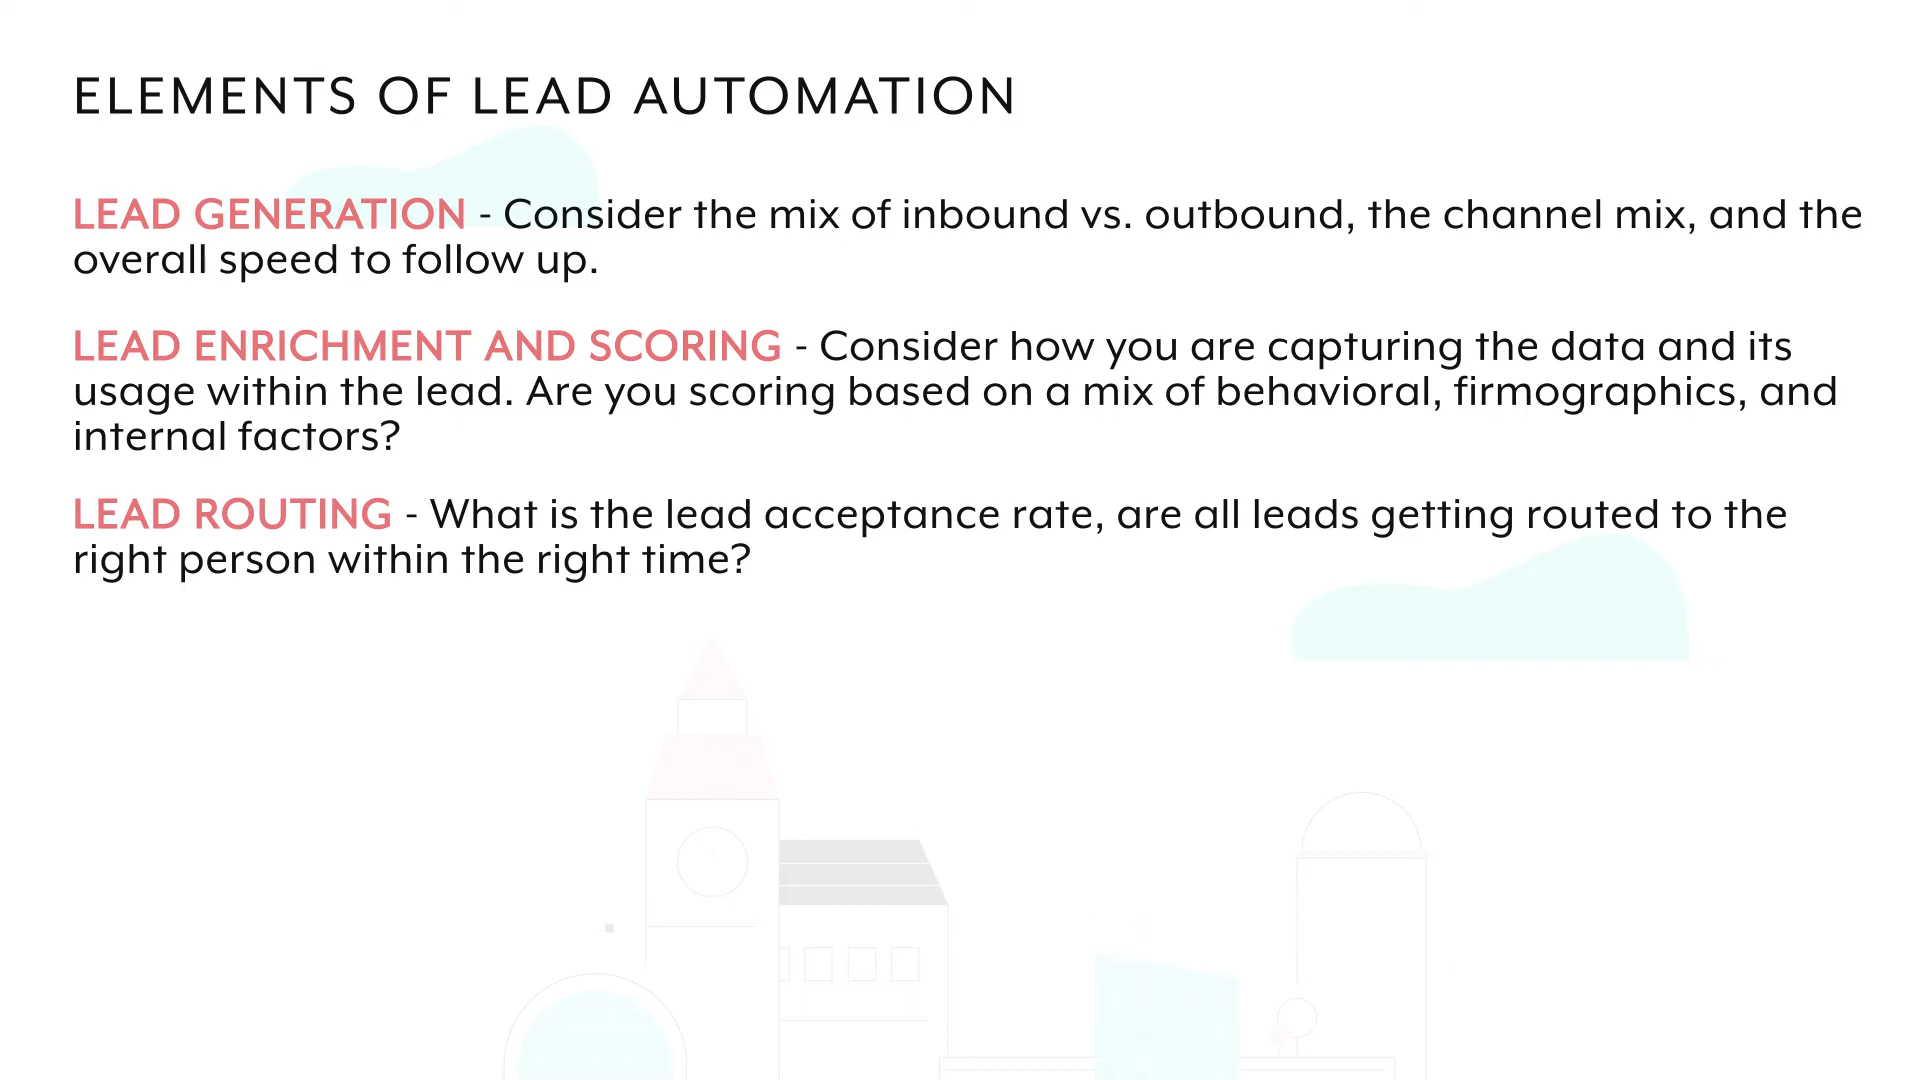 ELEMENTS OF LEAD AUTOMATION
LEAD GENERATION - Consider the mix of inbound vs. outbound, the channel mix, and the
overall speed to follow up.
LEAD ENRICHMENT AND SCORING - Consider how you are capturing the data and its
usage within the lead. Are you scoring based on a mix of behavioral, firmographics, and
internal factors?
LEAD ROUTING - What is the lead acceptance rate, are all leads getting routed to the
right person within the right time?